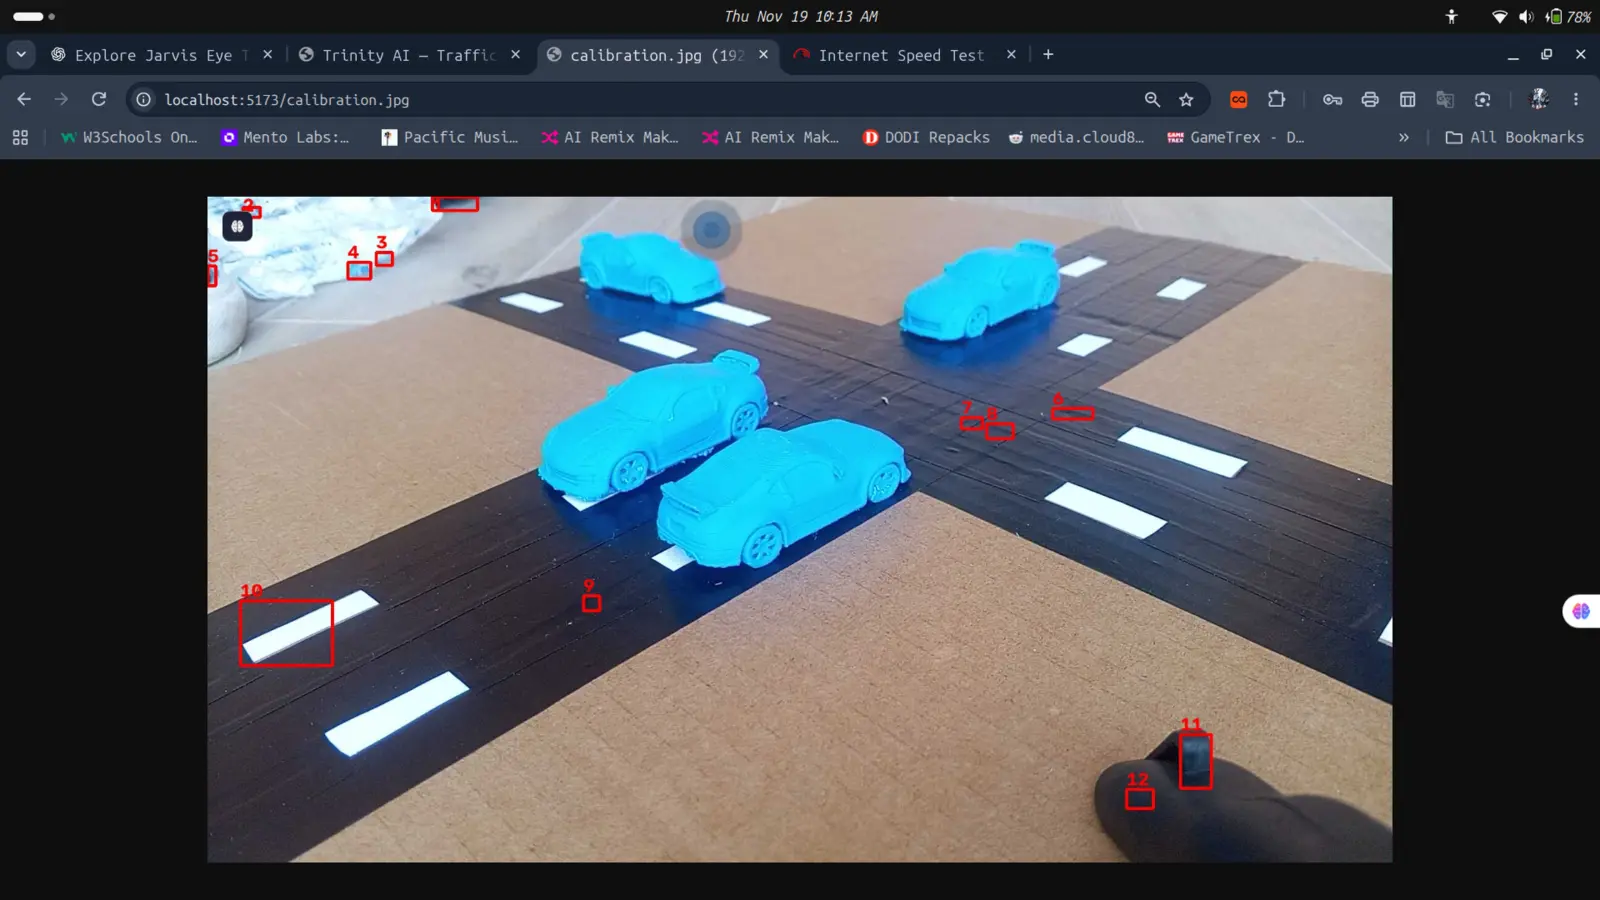 Thu Nov 19 10:13 AM
78%
Explore Jarvis Eye
Trinity AI — Traffic
calibration.jpg (192
Internet Speed Test
localhost:5173/calibration.jpg
W3Schools On...
Mento Labs:...
Pacific Musi...
AI Remix Mak...
AI Remix Mak...
DODI Repacks
media.cloud8...
GAME TREX
GameTrex - D...
»
All Bookmarks
2
3
4
5
6
7
8
9
10
11
12